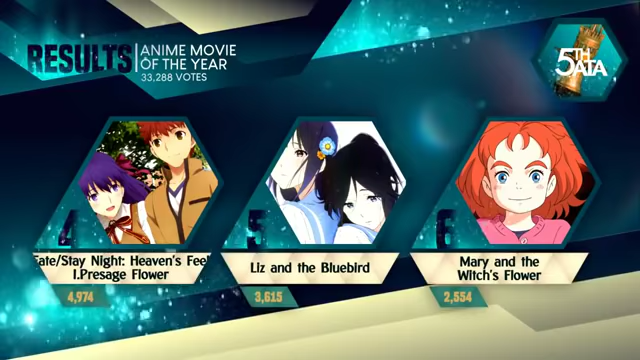 RESULTS
ANIME MOVIE
OF THE YEAR
33,288 VOTES
5TH
ATA
4
5
6
Fate/Stay Night: Heaven's Feel
I.Presage Flower
Liz and the Bluebird
Mary and the
Witch's Flower
4,974
3,615
2,554